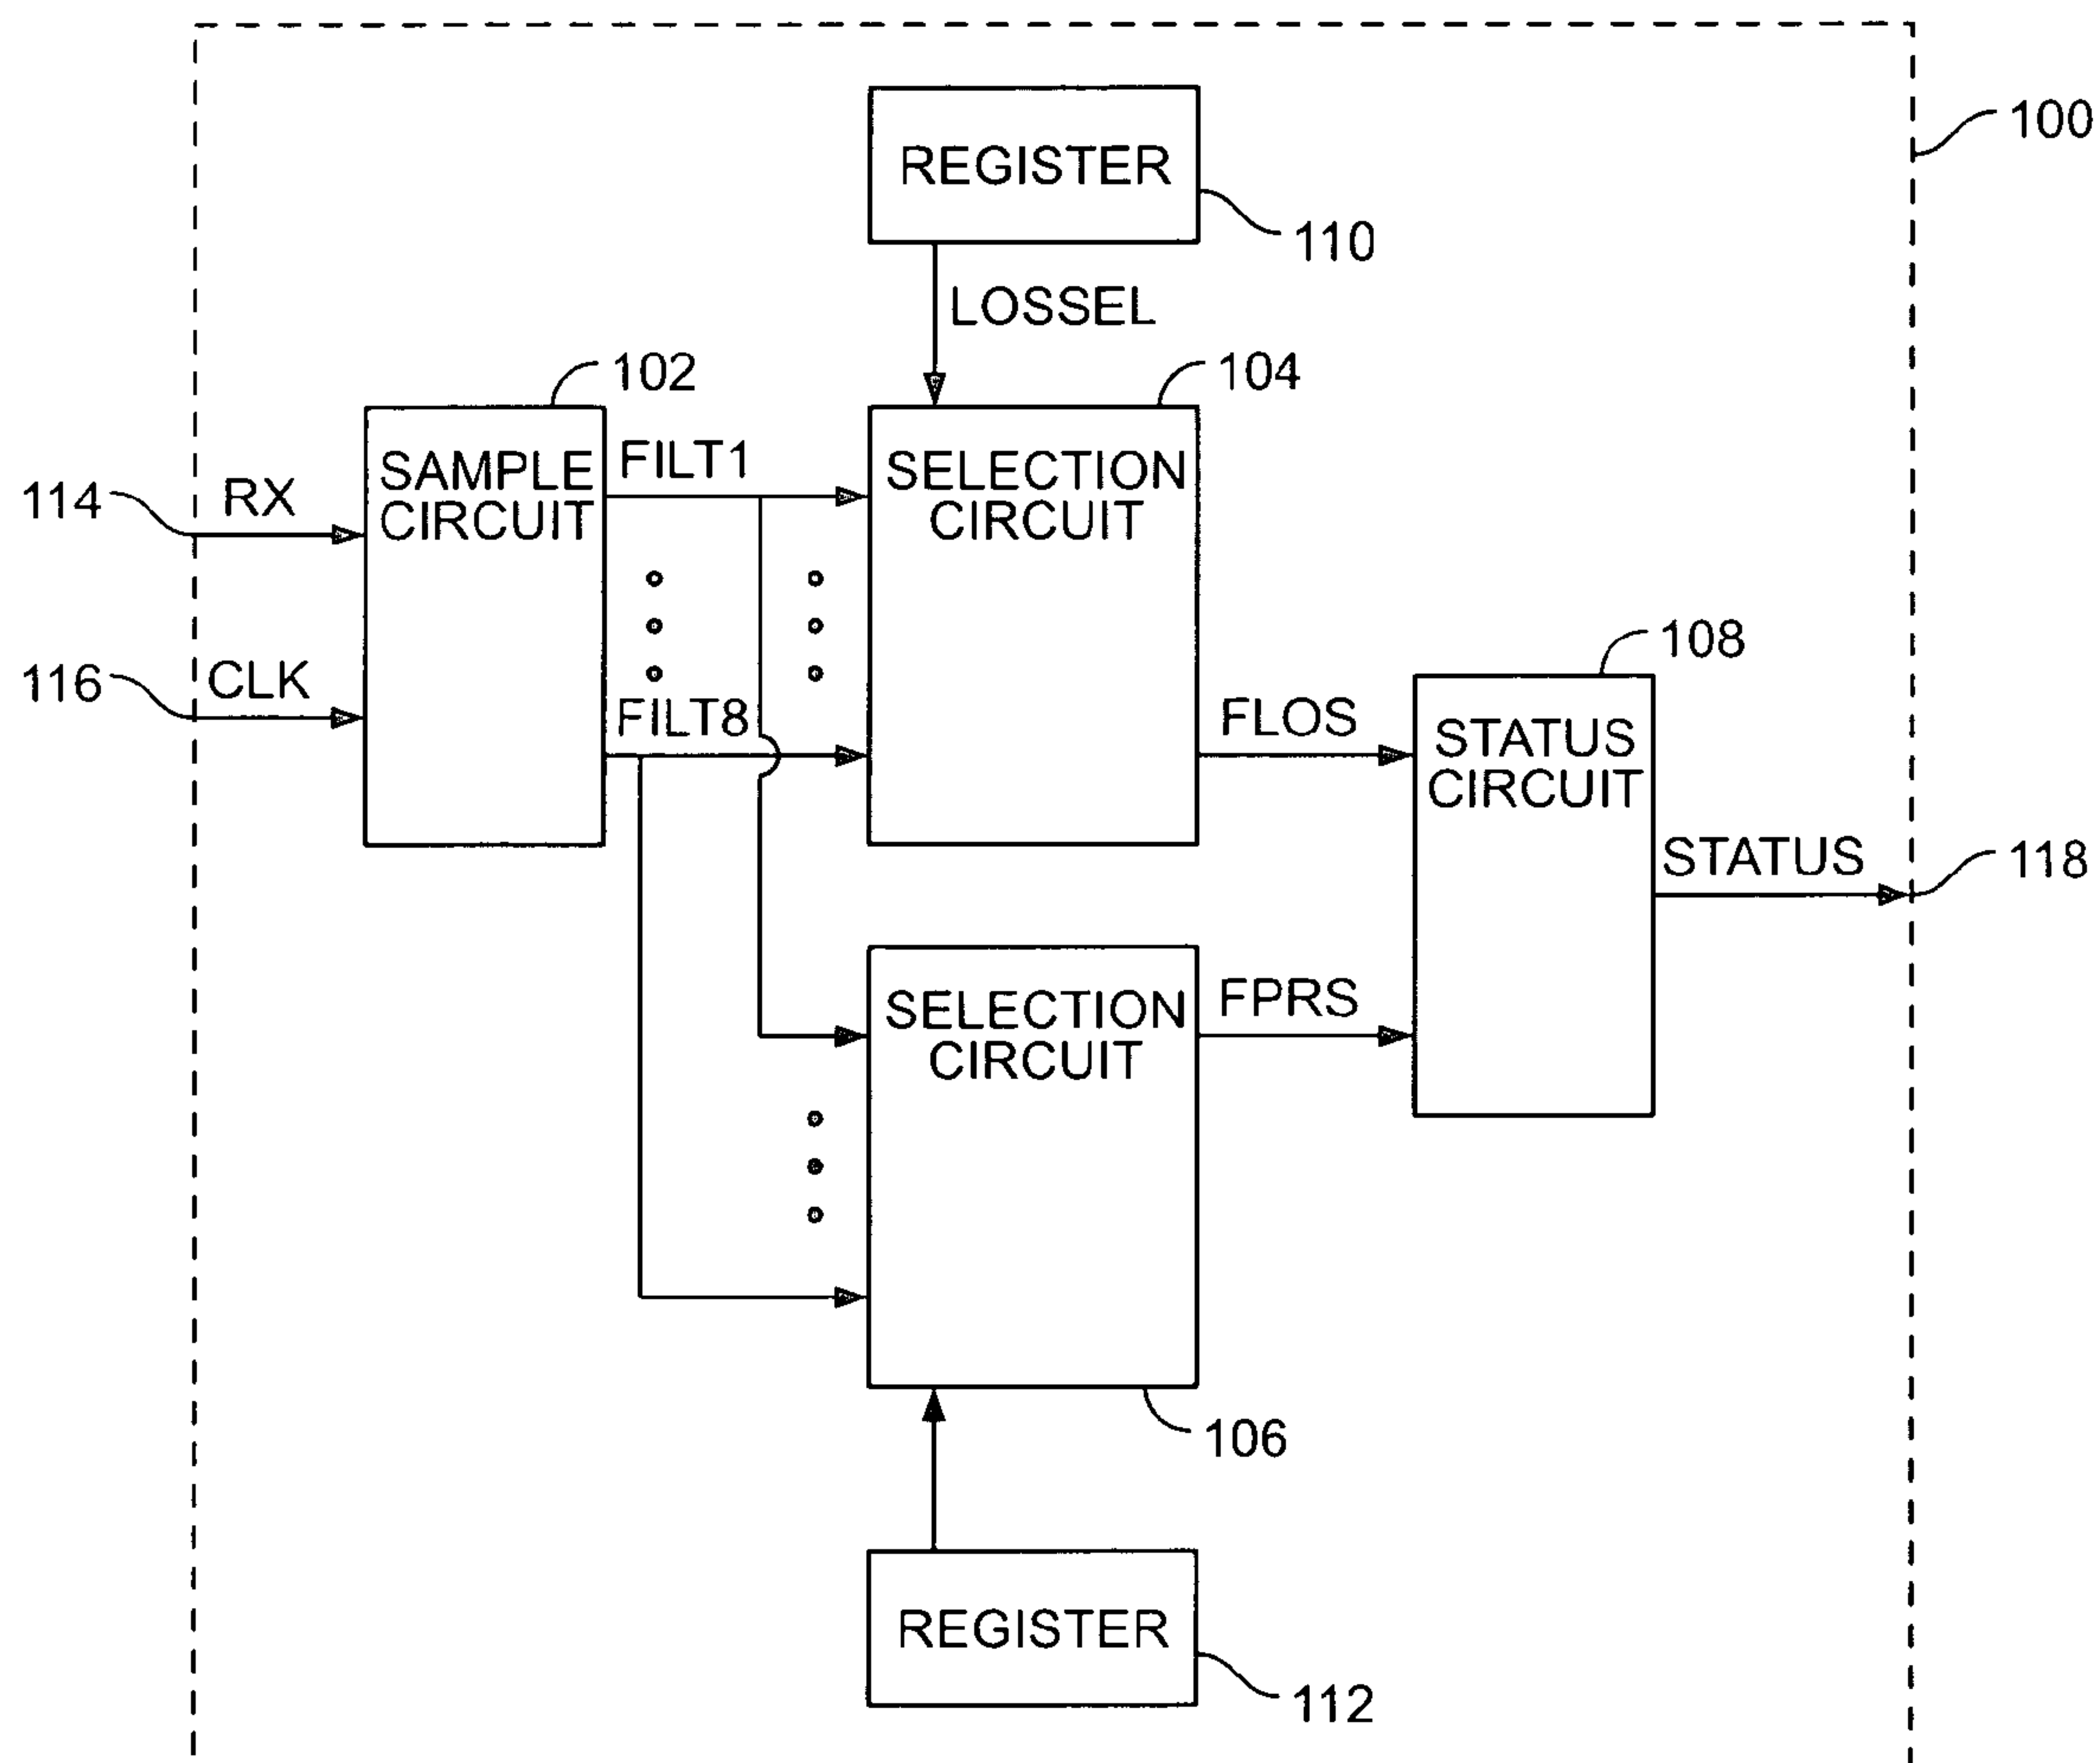 100
REGISTER
110
LOSSEL
102
104
SAMPLE
CIRCUIT
FILT1
SELECTION
CIRCUIT
114
RX
116
CLK
FILT8
FLOS
108
STATUS
CIRCUIT
STATUS
118
SELECTION
CIRCUIT
FPRS
106
REGISTER
112